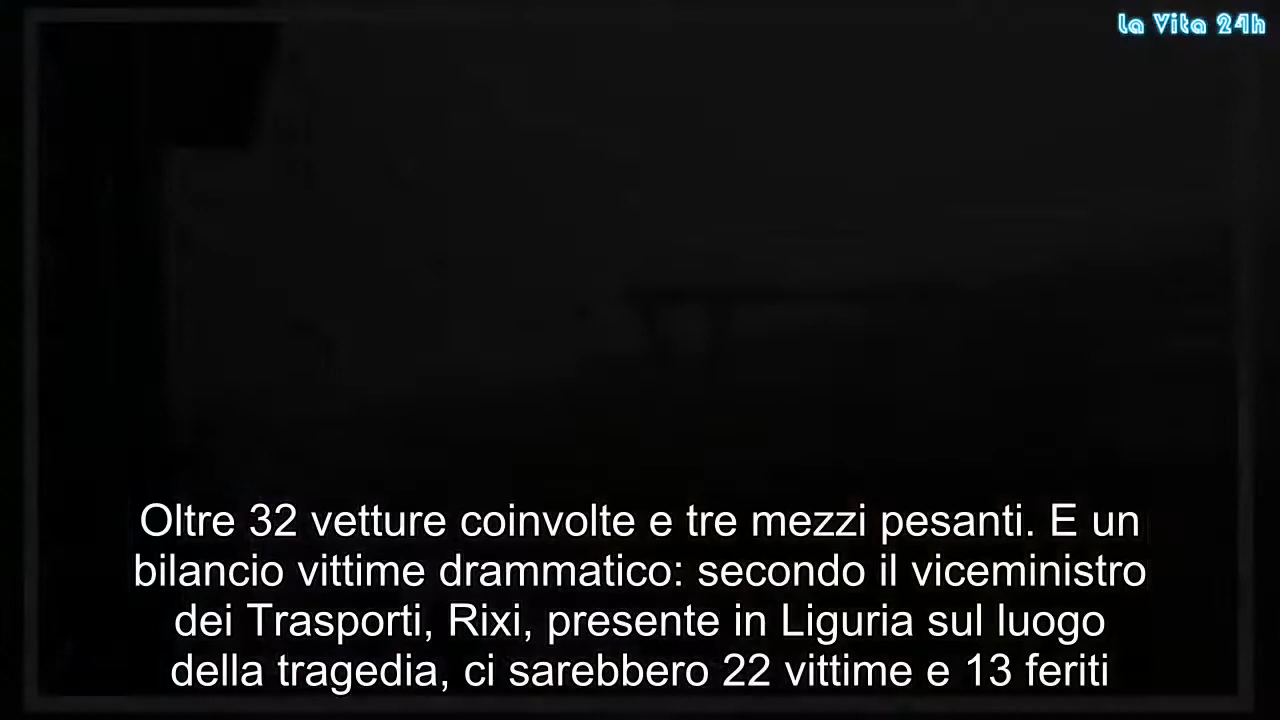 la Vita 24h
Oltre 32 vetture coinvolte e tre mezzi pesanti. E un
bilancio vittime drammatico: secondo il viceministro
dei Trasporti, Rixi, presente in Liguria sul luogo
della tragedia, ci sarebbero 22 vittime e 13 feriti